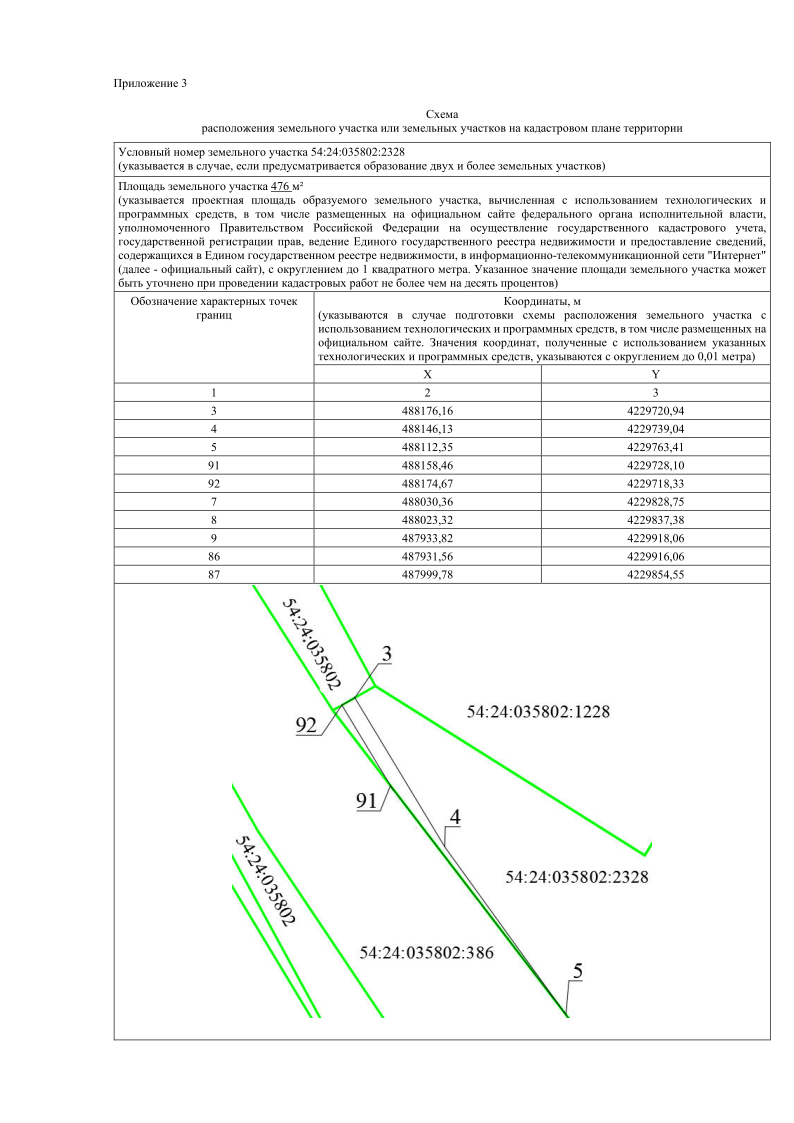 Приложение 3
Схема
расположения земельного участка или земельных участков на кадастровом плане территории
Условный номер земельного участка 54:24:035802:2328
(указывается в случае, если предусматривается образование двух и более земельных участков)
Площадь земельного участка 476 м²
(указывается проектная площадь образуемого земельного участка, вычисленная с использованием технологических и
программных средств, в том числе размещенных на официальном сайте федерального органа исполнительной власти,
уполномоченного Правительством Российской Федерации на осуществление государственного кадастрового учета,
государственной регистрации прав, ведение Единого государственного реестра недвижимости и предоставление сведений,
содержащихся в Едином государственном реестре недвижимости, в информационно-телекоммуникационной сети "Интернет"
(далее - официальный сайт), с округлением до 1 квадратного метра. Указанное значение площади земельного участка может
быть уточнено при проведении кадастровых работ не более чем на десять процентов)
Обозначение характерных точек
границ
Координаты, м
(указываются в случае подготовки схемы расположения земельного участка с
использованием технологических и программных средств, в том числе размещенных на
официальном сайте. Значения координат, полученные с использованием указанных
технологических и программных средств, указываются с округлением до 0,01 метра)
X Y
1 2 3
3 488176,16 4229720,94
4 488146,13 4229739,04
5 488112,35 4229763,41
91 488158,46 4229728,10
92 488174,67 4229718,33
7 488030,36 4229828,75
8 488023,32 4229837,38
9 487933,82 4229918,06
86 487931,56 4229916,06
87 487999,78 4229854,55
54:24:035802
3
54:24:035802:1228
92
91
4
54:24:035802
54:24:035802:2328
54:24:035802:386
5